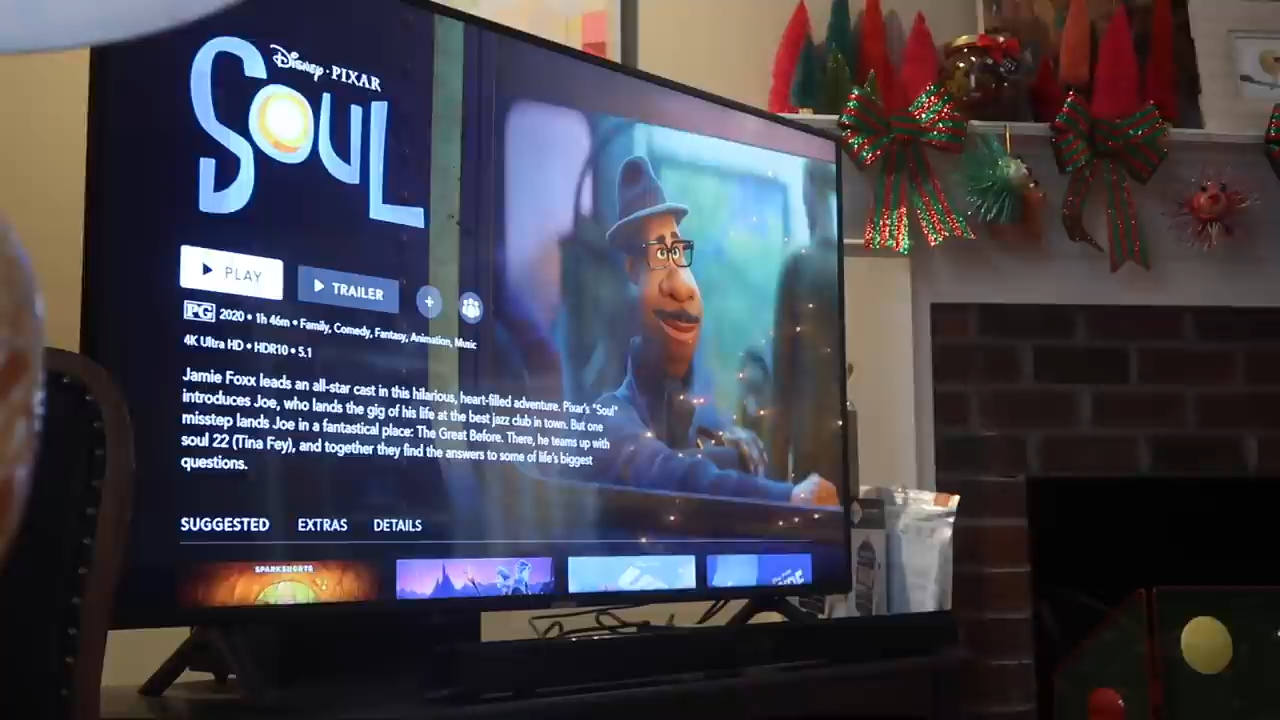 Disney · PIXAR
SOUL
PLAY
TRAILER
PG 2020 • 1h 46m • Family, Comedy, Fantasy, Animation, Music
4K Ultra HD • HDR10 • 5.1
Jamie Foxx leads an all-star cast in this hilarious, heart-filled adventure. Pixar's "Soul"
introduces Joe, who lands the gig of his life at the best jazz club in town. But one
misstep lands Joe in a fantastical place: The Great Before. There, he teams up with
soul 22 (Tina Fey), and together they find the answers to some of life's biggest
questions.
SUGGESTED EXTRAS DETAILS
SPARKSHORTS